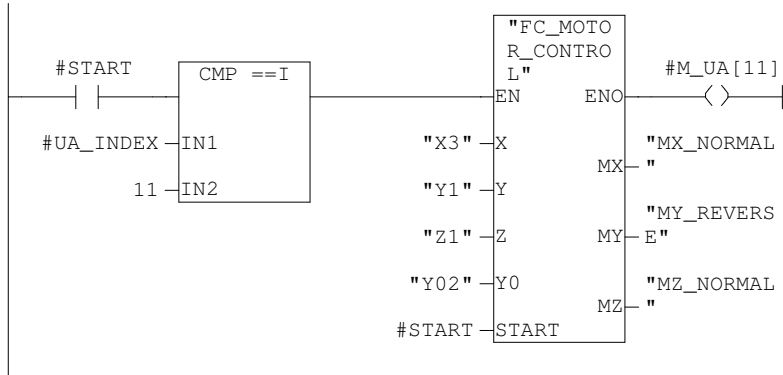 "FC_MOTO
R_CONTRO
L"
#START
CMP ==I
#M_UA[11]
EN
ENO
#UA_INDEX
IN1
"X3"
X
"MX_NORMAL
MX
"
11
IN2
"Y1"
Y
"MY_REVERS
"Z1"
Z
MY
E"
"Y02"
Y0
"MZ_NORMAL
MZ
"
#START
START